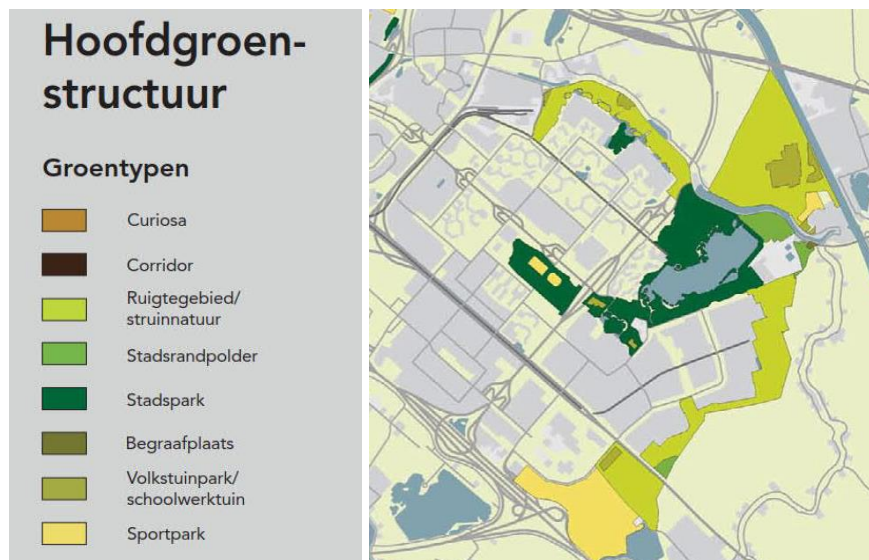 Hoofdgroen-
structuur
Groentypen
Curiosa
Corridor
Ruigtegebied/
struinnatuur
Stadsrandpolder
Stadspark
Begraafplaats
Volkstuinpark/
schoolwerktuin
Sportpark